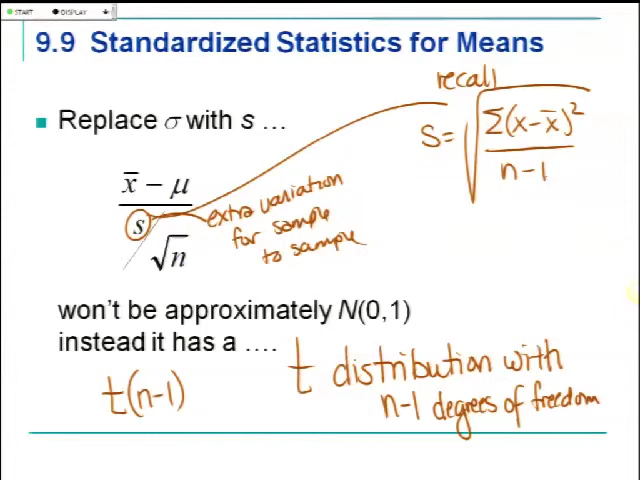 START DISPLAY
9.9 Standardized Statistics for Means
recall
Replace σ with s …
S = √(Σ(x-x̄)²/(n-1))
(x̄ − μ)/(s/√n)
extra variation
for sample
to sample
won't be approximately N(0,1)
instead it has a ….
t distribution with
t(n-1)
n-1 degrees of freedom